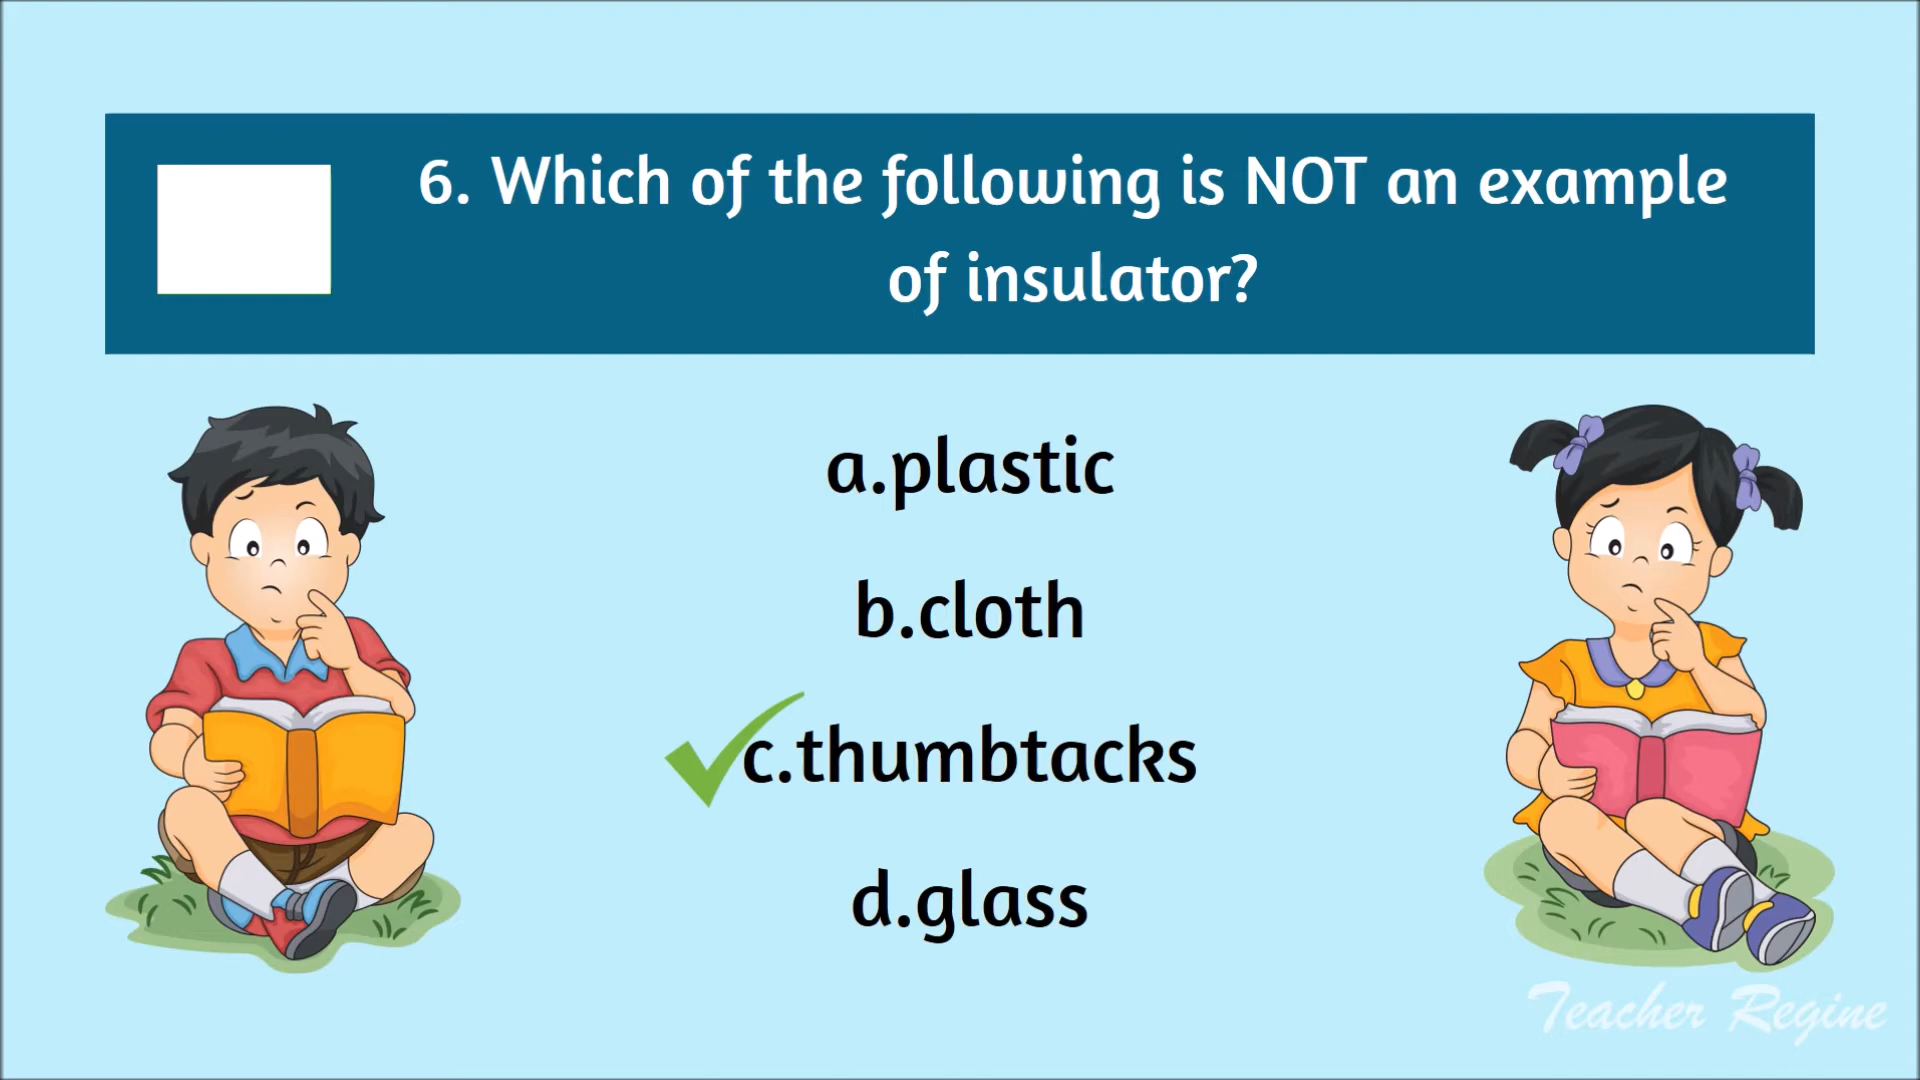 6. Which of the following is NOT an example
of insulator?
a.plastic
b.cloth
c.thumbtacks
d.glass
Teacher Regine